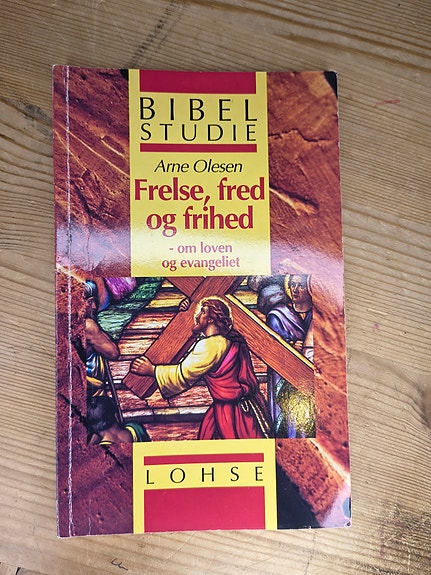 BIBEL
STUDIE
Arne Olesen
Frelse, fred
og frihed
- om loven
og evangeliet
LOHSE